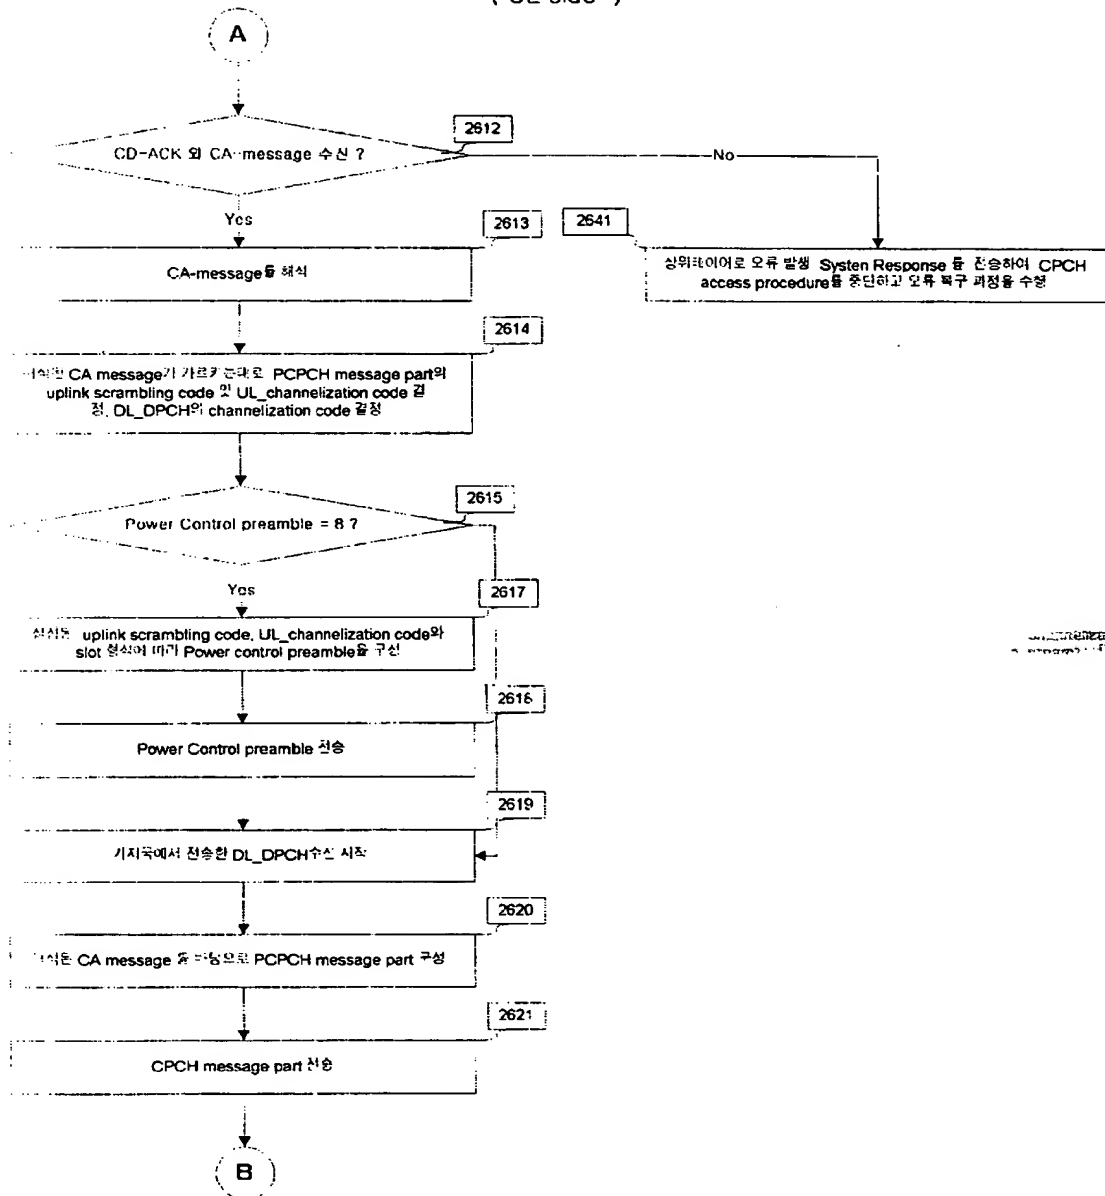 A
2612
CD-ACK 와 CA-message 수신 ?
No
Yes
2613
2641
CA-message를 해석
상위레이어로 오류 발생 Systen Response 를 전송하여 CPCH
access procedure를 중단하고 오류 복구 과정을 수행
2614
CA message가 가르키는대로 PCPCH message part의
uplink scrambling code 및 UL_channelization code 결
정, DL_DPCH의 channelization code 결정
2615
Power Control preamble = 8 ?
Yes
2617
uplink scrambling code, UL_channelization code와
slot 형식에 따라 Power control preamble을 구성
2618
Power Control preamble 전송
2619
기지국에서 전송한 DL_DPCH수신 시작
2620
CA message 를 바탕으로 PCPCH message part 구성
2621
CPCH message part 전송
B